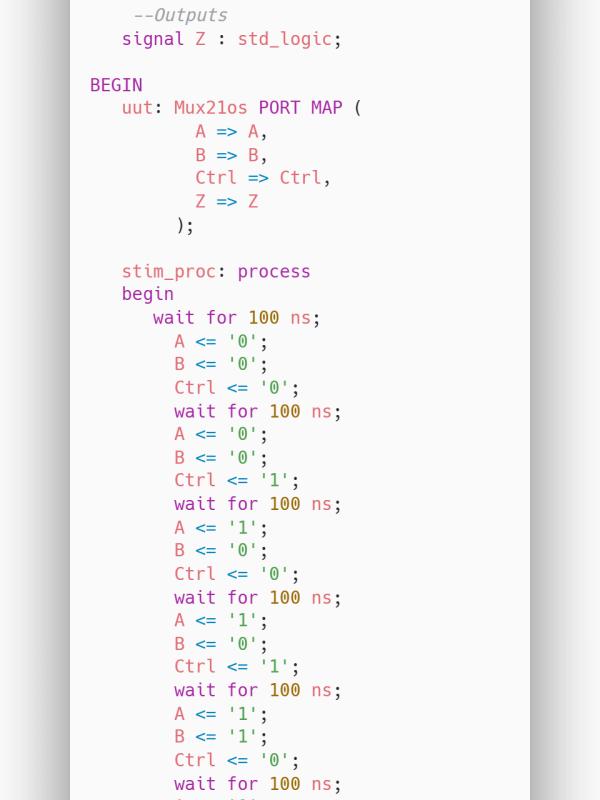 --Outputs
signal Z : std_logic;
BEGIN
uut: Mux21os PORT MAP (
A => A,
B => B,
Ctrl => Ctrl,
Z => Z
);
stim_proc: process
begin
wait for 100 ns;
A <= '0';
B <= '0';
Ctrl <= '0';
wait for 100 ns;
A <= '0';
B <= '0';
Ctrl <= '1';
wait for 100 ns;
A <= '1';
B <= '0';
Ctrl <= '0';
wait for 100 ns;
A <= '1';
B <= '0';
Ctrl <= '1';
wait for 100 ns;
A <= '1';
B <= '1';
Ctrl <= '0';
wait for 100 ns;